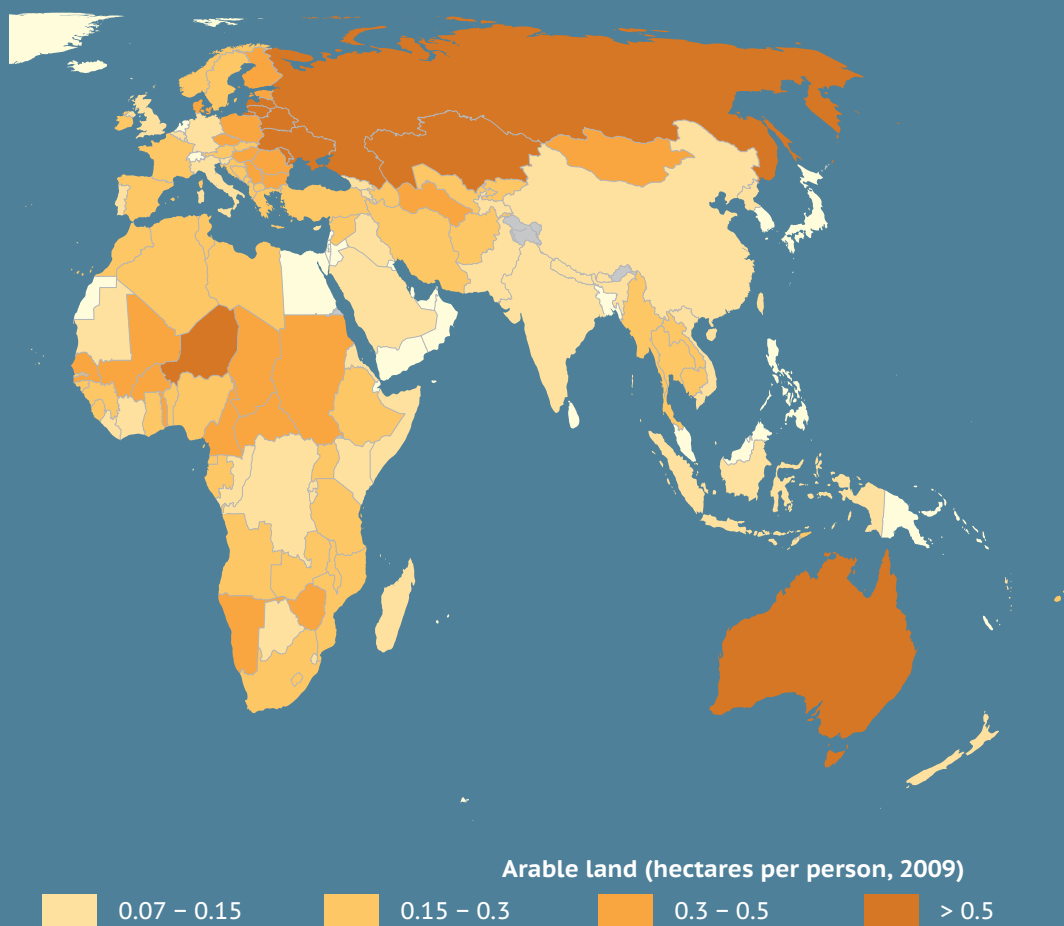 Arable land (hectares per person, 2009)
0.07 – 0.15 0.15 – 0.3 0.3 – 0.5 > 0.5